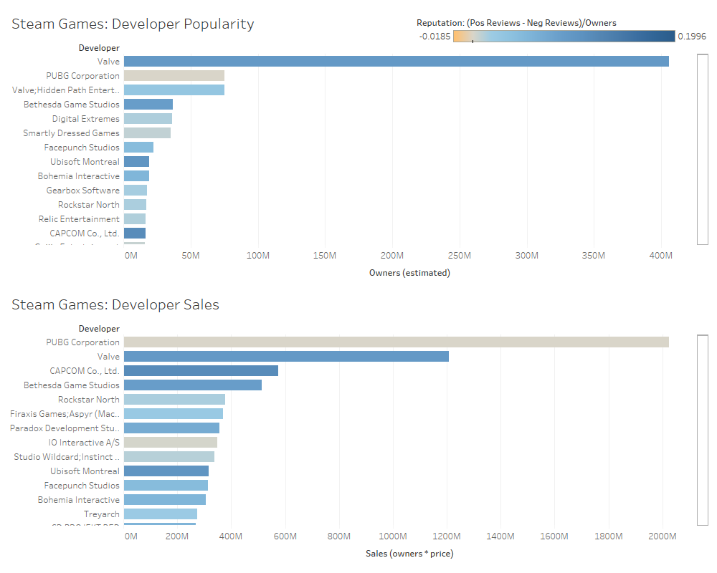 Steam Games: Developer Popularity
Reputation: (Pos Reviews - Neg Reviews)/Owners
-0.0185 0.1996
Developer
Valve
PUBG Corporation
Valve;Hidden Path Entert..
Bethesda Game Studios
Digital Extremes
Smartly Dressed Games
Facepunch Studios
Ubisoft Montreal
Bohemia Interactive
Gearbox Software
Rockstar North
Relic Entertainment
CAPCOM Co., Ltd.
0M 50M 100M 150M 200M 250M 300M 350M 400M
Owners (estimated)
Steam Games: Developer Sales
Developer
PUBG Corporation
Valve
CAPCOM Co., Ltd.
Bethesda Game Studios
Rockstar North
Firaxis Games;Aspyr (Mac..
Paradox Development Stu..
IO Interactive A/S
Studio Wildcard;Instinct ..
Ubisoft Montreal
Facepunch Studios
Bohemia Interactive
Treyarch
0M 200M 400M 600M 800M 1000M 1200M 1400M 1600M 1800M 2000M
Sales (owners * price)